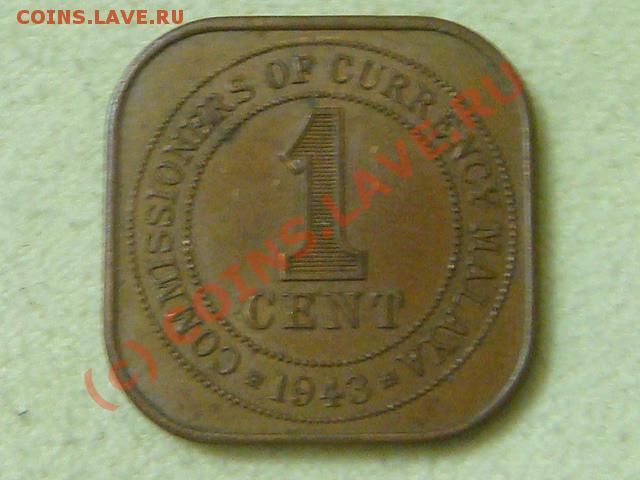 COINS.LAVE.RU
COMMISSIONERS OF CURRENCY MALAYA
1
CENT
1943
(c) COINS.LAVE.RU
COINS.LAVE.RU